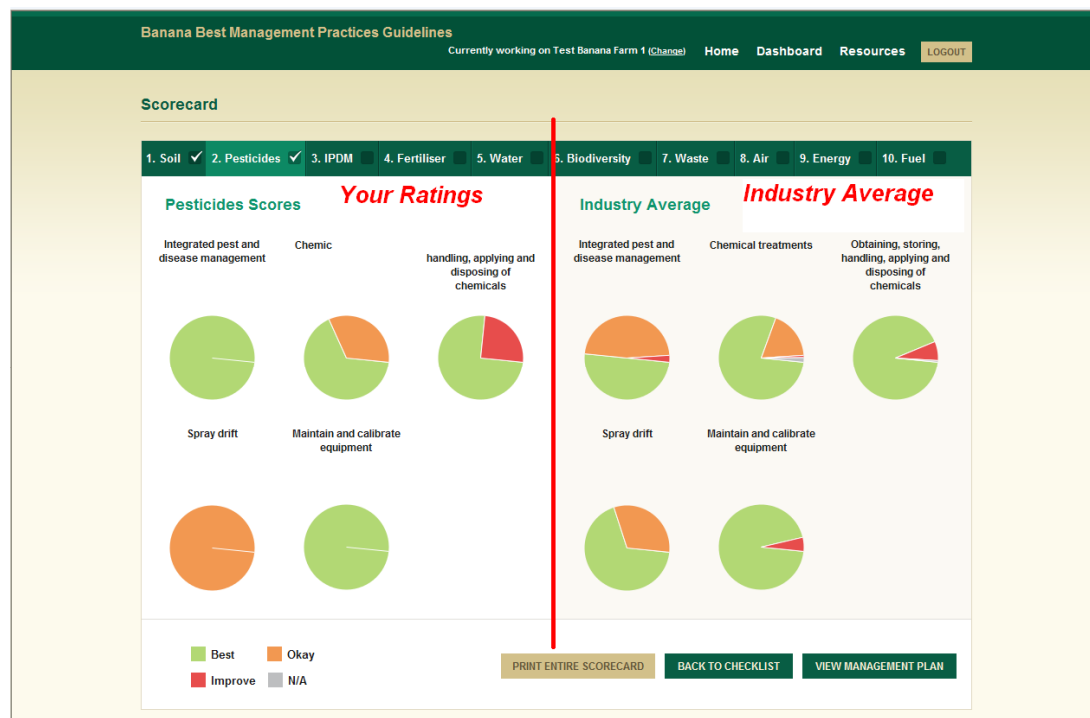 Banana Best Management Practices Guidelines
Currently working on Test Banana Farm 1 (Change) Home Dashboard Resources LOGOUT
Scorecard
1. Soil 2. Pesticides 3. IPDM 4. Fertiliser 5. Water 6. Biodiversity 7. Waste 8. Air 9. Energy 10. Fuel
Your Ratings
Industry Average
Pesticides Scores
Industry Average
Integrated pest and
disease management
Chemic
handling, applying and
disposing of
chemicals
Integrated pest and
disease management
Chemical treatments
Obtaining, storing,
handling, applying and
disposing of
chemicals
Spray drift
Maintain and calibrate
equipment
Spray drift
Maintain and calibrate
equipment
Best Okay
Improve N/A
PRINT ENTIRE SCORECARD BACK TO CHECKLIST VIEW MANAGEMENT PLAN